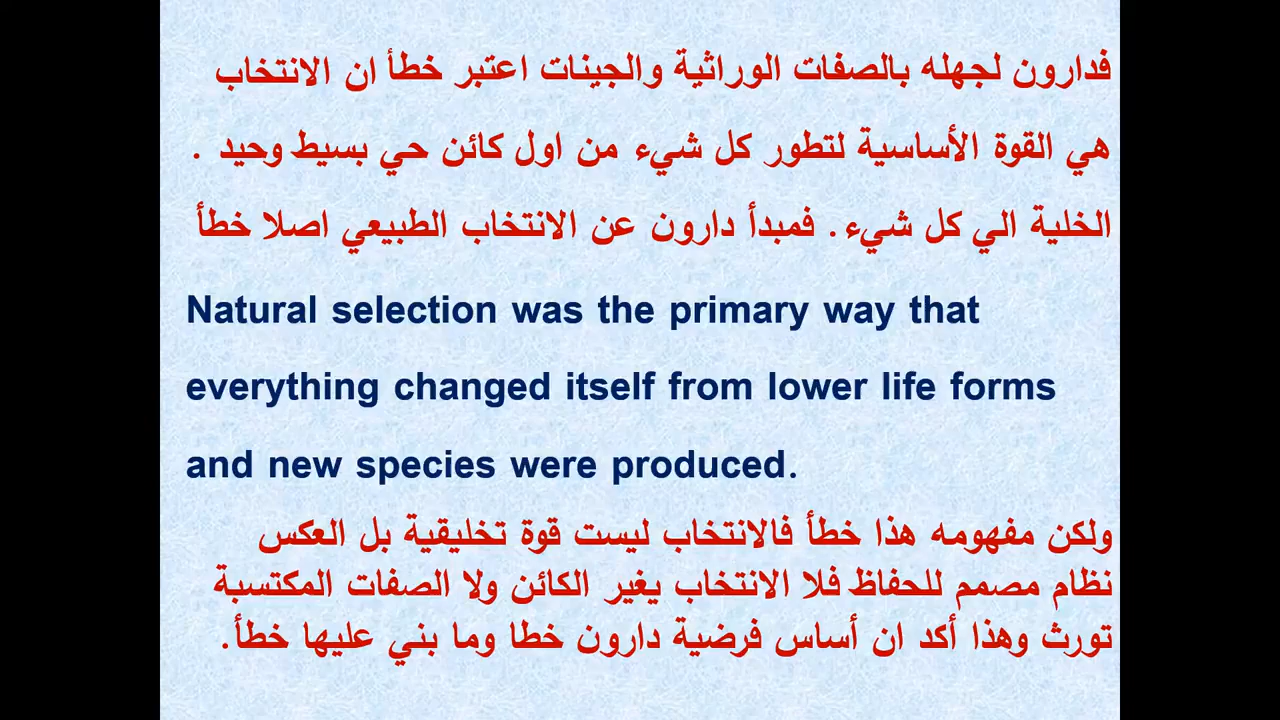 فدارون لجهله بالصفات الوراثية والجينات اعتبر خطأ ان الانتخاب
هي القوة الأساسية لتطور كل شيء من اول كائن حي بسيط وحيد .
الخلية الي كل شيء. فمبدأ دارون عن الانتخاب الطبيعي اصلا خطأ
Natural selection was the primary way that
everything changed itself from lower life forms
and new species were produced.
ولكن مفهومه هذا خطأ فالانتخاب ليست قوة تخليقية بل العكس
نظام مصمم للحفاظ فلا الانتخاب يغير الكائن ولا الصفات المكتسبة
تورث وهذا أكد ان أساس فرضية دارون خطا وما بني عليها خطأ.